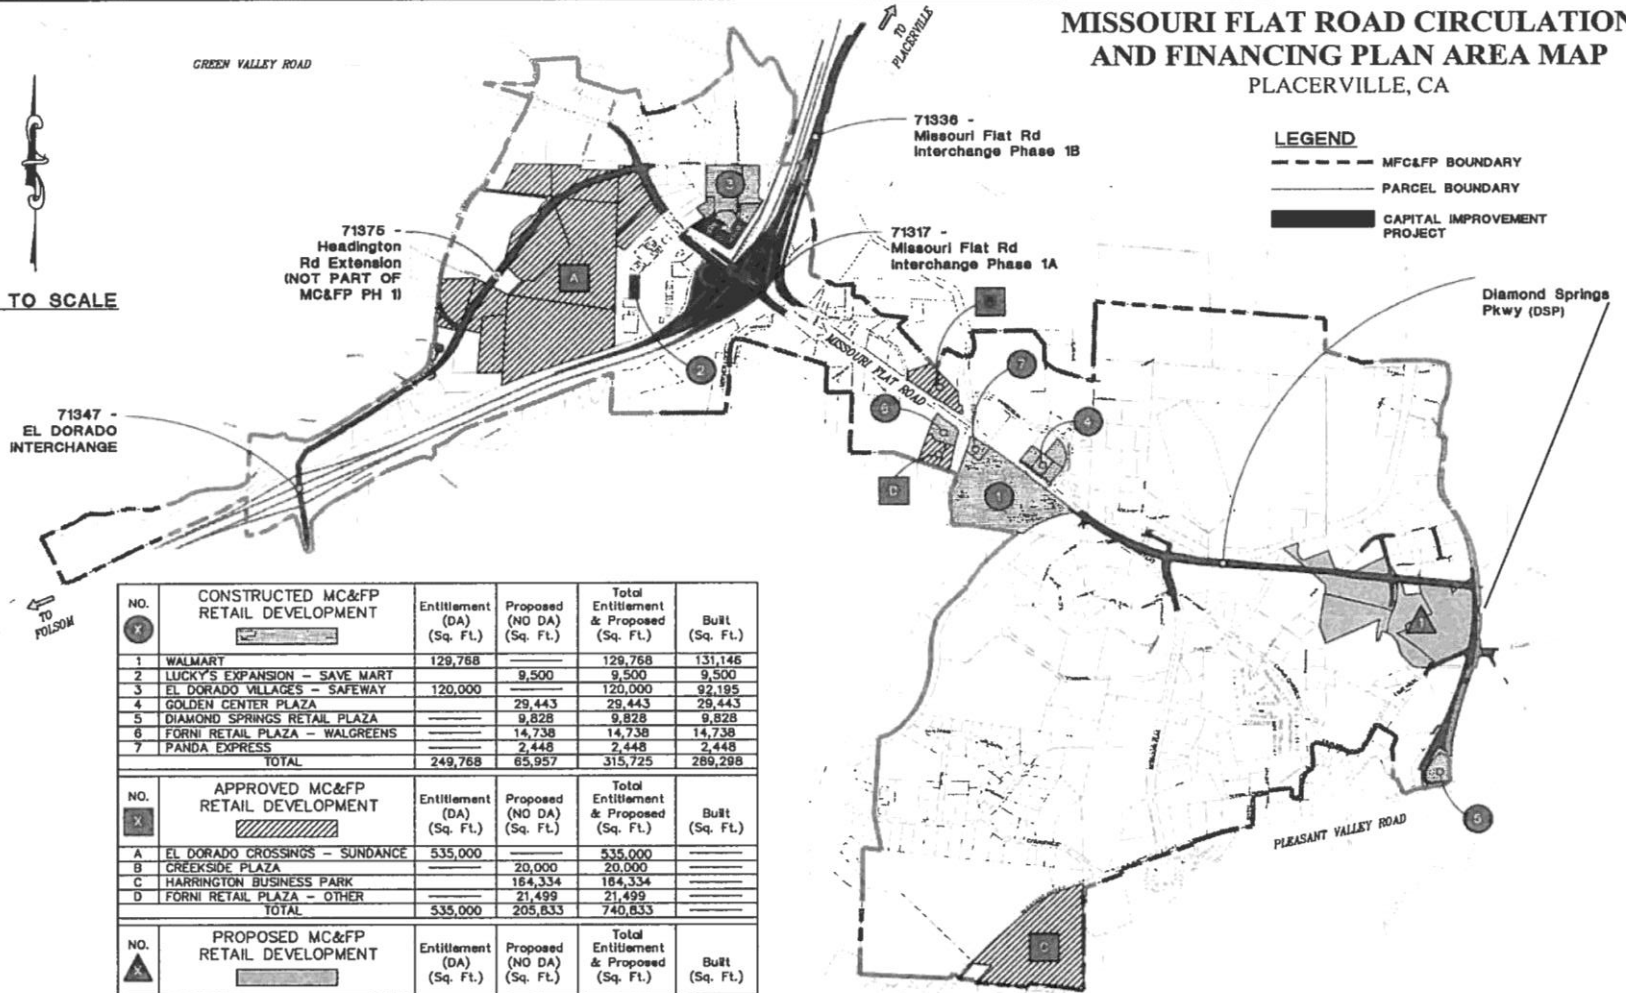 MISSOURI FLAT ROAD CIRCULATION
AND FINANCING PLAN AREA MAP
PLACERVILLE, CA
LEGEND
MFC&FP BOUNDARY
PARCEL BOUNDARY
CAPITAL IMPROVEMENT
PROJECT
GREEN VALLEY ROAD
TO
PLACERVILLE
71336 -
Missouri Flat Rd
Interchange Phase 1B
71375 -
Headington
Rd Extension
(NOT PART OF
MC&FP PH 1)
71317 -
Missouri Flat Rd
Interchange Phase 1A
TO SCALE
Diamond Springs
Pkwy (DSP)
71347 -
EL DORADO
INTERCHANGE
MISSOURI FLAT ROAD
TO
FOLSOM
PLEASANT VALLEY ROAD
3
A
2
B
7
6
4
D
1
1
5
C
NO. CONSTRUCTED MC&FP RETAIL DEVELOPMENT Entitlement (DA) (Sq. Ft.) Proposed (NO DA) (Sq. Ft.) Total Entitlement & Proposed (Sq. Ft.) Built (Sq. Ft.)
X
1 WALMART 129,768 129,768 131,146
2 LUCKY'S EXPANSION - SAVE MART 9,500 9,500 9,500
3 EL DORADO VILLAGES - SAFEWAY 120,000 120,000 92,195
4 GOLDEN CENTER PLAZA 29,443 29,443 29,443
5 DIAMOND SPRINGS RETAIL PLAZA 9,828 9,828 9,828
6 FORNI RETAIL PLAZA - WALGREENS 14,738 14,738 14,738
7 PANDA EXPRESS 2,448 2,448 2,448
TOTAL 249,768 65,957 315,725 289,298
NO. APPROVED MC&FP RETAIL DEVELOPMENT Entitlement (DA) (Sq. Ft.) Proposed (NO DA) (Sq. Ft.) Total Entitlement & Proposed (Sq. Ft.) Built (Sq. Ft.)
X
A EL DORADO CROSSINGS - SUNDANCE 535,000 535,000
B CREEKSIDE PLAZA 20,000 20,000
C HARRINGTON BUSINESS PARK 164,334 164,334
D FORNI RETAIL PLAZA - OTHER 21,499 21,499
TOTAL 535,000 205,833 740,833
NO. PROPOSED MC&FP RETAIL DEVELOPMENT Entitlement (DA) (Sq. Ft.) Proposed (NO DA) (Sq. Ft.) Total Entitlement & Proposed (Sq. Ft.) Built (Sq. Ft.)
X